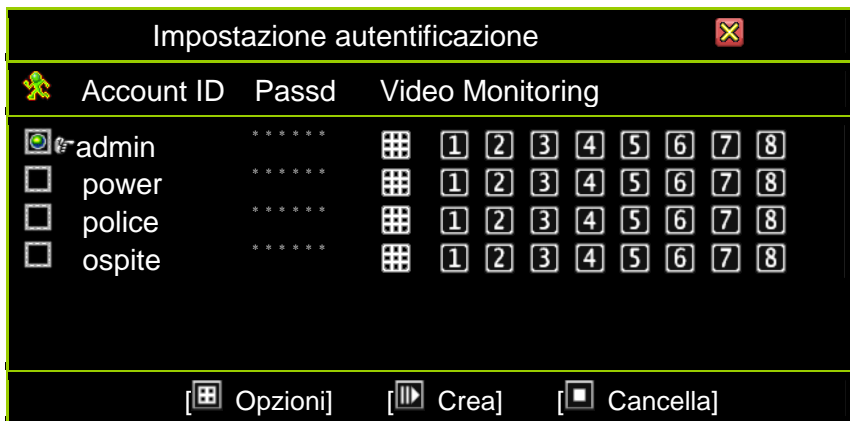 Impostazione autentificazione
Account ID Passd Video Monitoring
admin ****** 1 2 3 4 5 6 7 8
power ****** 1 2 3 4 5 6 7 8
police ****** 1 2 3 4 5 6 7 8
ospite ****** 1 2 3 4 5 6 7 8
[ Opzioni] [ Crea] [ Cancella]